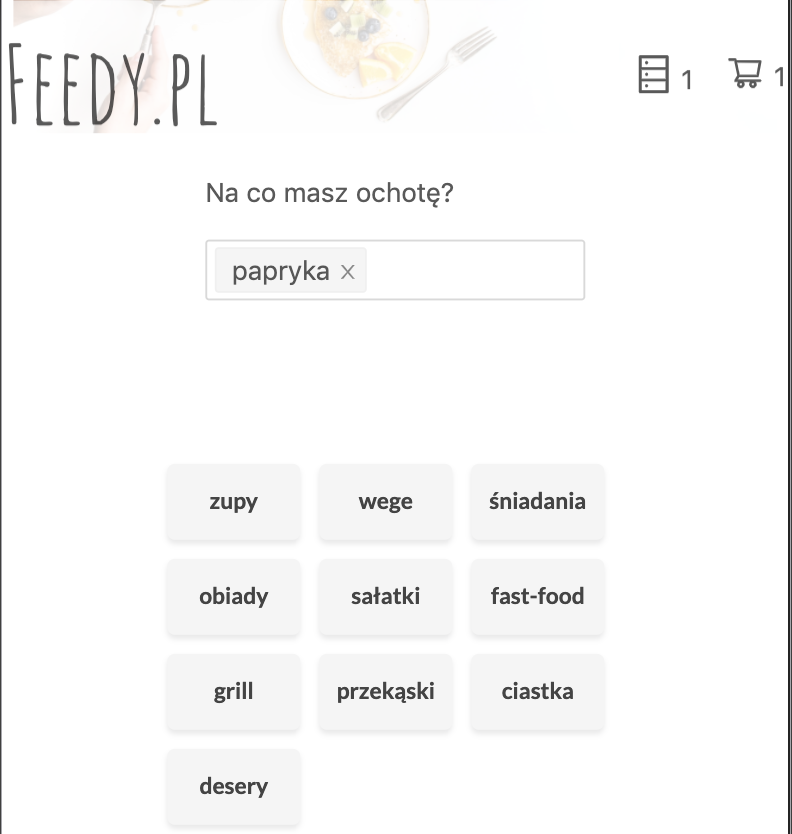 FEEDY.PL
1
1
Na co masz ochotę?
papryka x
zupy
wege
śniadania
obiady
sałatki
fast-food
grill
przekąski
ciastka
desery